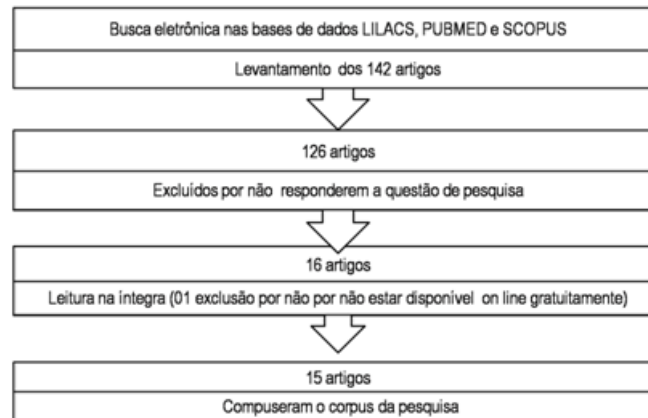 Busca eletrônica nas bases de dados LILACS, PUBMED e SCOPUS
Levantamento dos 142 artigos
126 artigos
Excluídos por não responderem a questão de pesquisa
16 artigos
Leitura na íntegra (01 exclusão por não por não estar disponível on line gratuitamente)
15 artigos
Compuseram o corpus da pesquisa